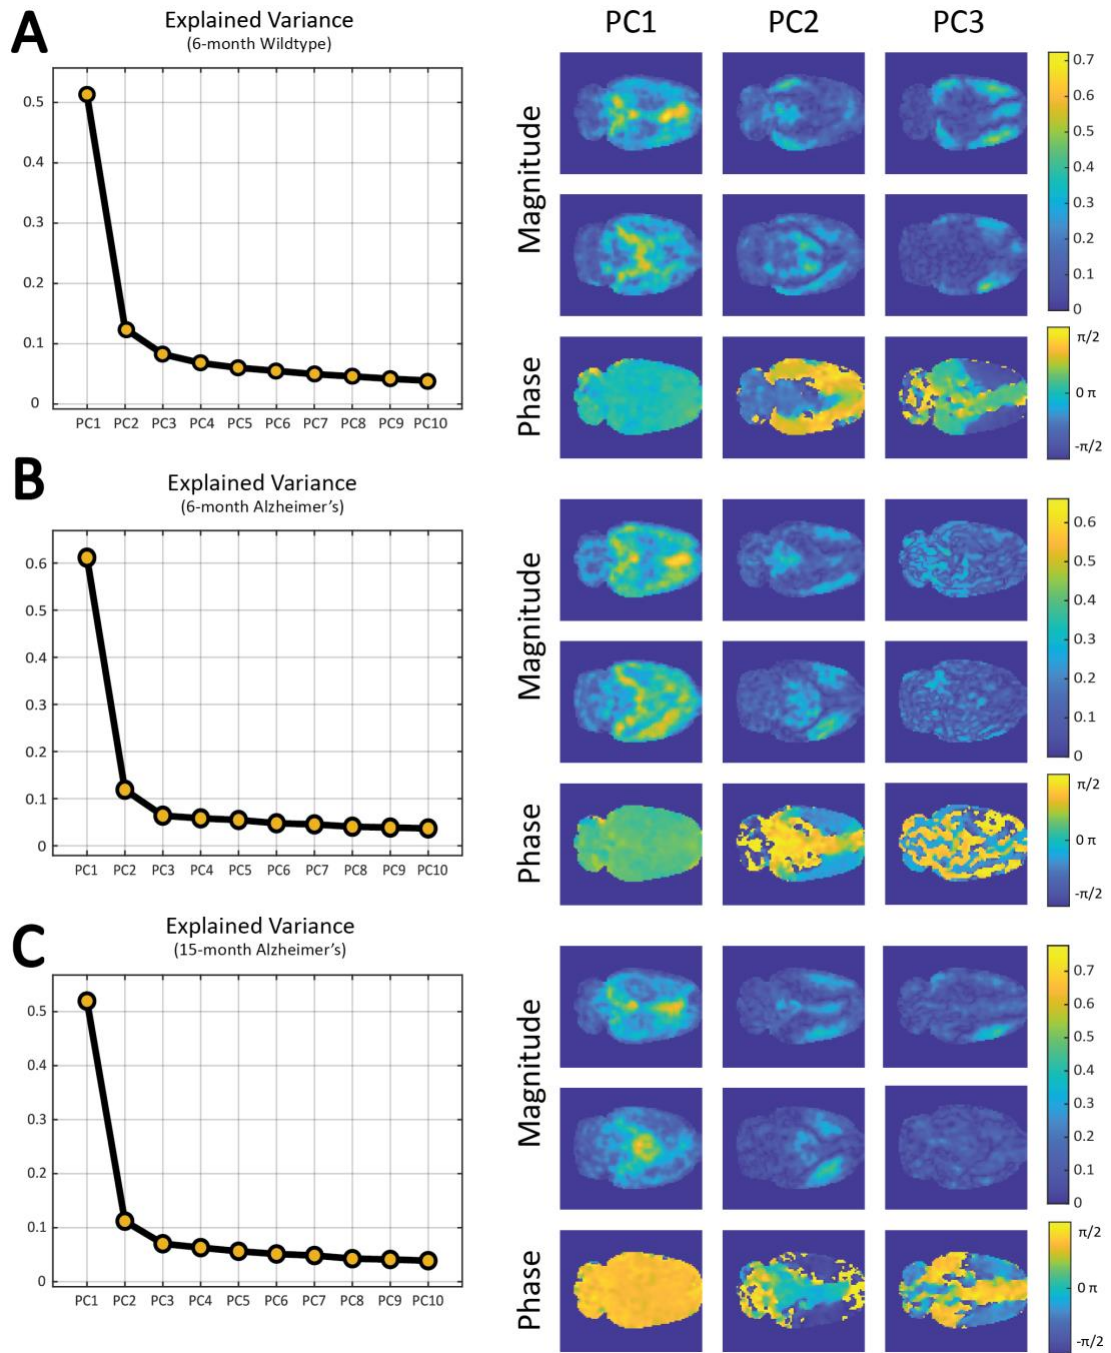 A
Explained Variance
(6-month Wildtype)
0.5
0.4
0.3
0.2
0.1
0
PC1 PC2 PC3 PC4 PC5 PC6 PC7 PC8 PC9 PC10
PC1 PC2 PC3
Magnitude
Phase
0.7
0.6
0.5
0.4
0.3
0.2
0.1
0
π/2
0 π
-π/2
B
Explained Variance
(6-month Alzheimer's)
0.6
0.5
0.4
0.3
0.2
0.1
0
PC1 PC2 PC3 PC4 PC5 PC6 PC7 PC8 PC9 PC10
Magnitude
Phase
0.6
0.5
0.4
0.3
0.2
0.1
0
π/2
0 π
-π/2
C
Explained Variance
(15-month Alzheimer's)
0.5
0.4
0.3
0.2
0.1
0
PC1 PC2 PC3 PC4 PC5 PC6 PC7 PC8 PC9 PC10
Magnitude
Phase
0.7
0.6
0.5
0.4
0.3
0.2
0.1
0
π/2
0 π
-π/2